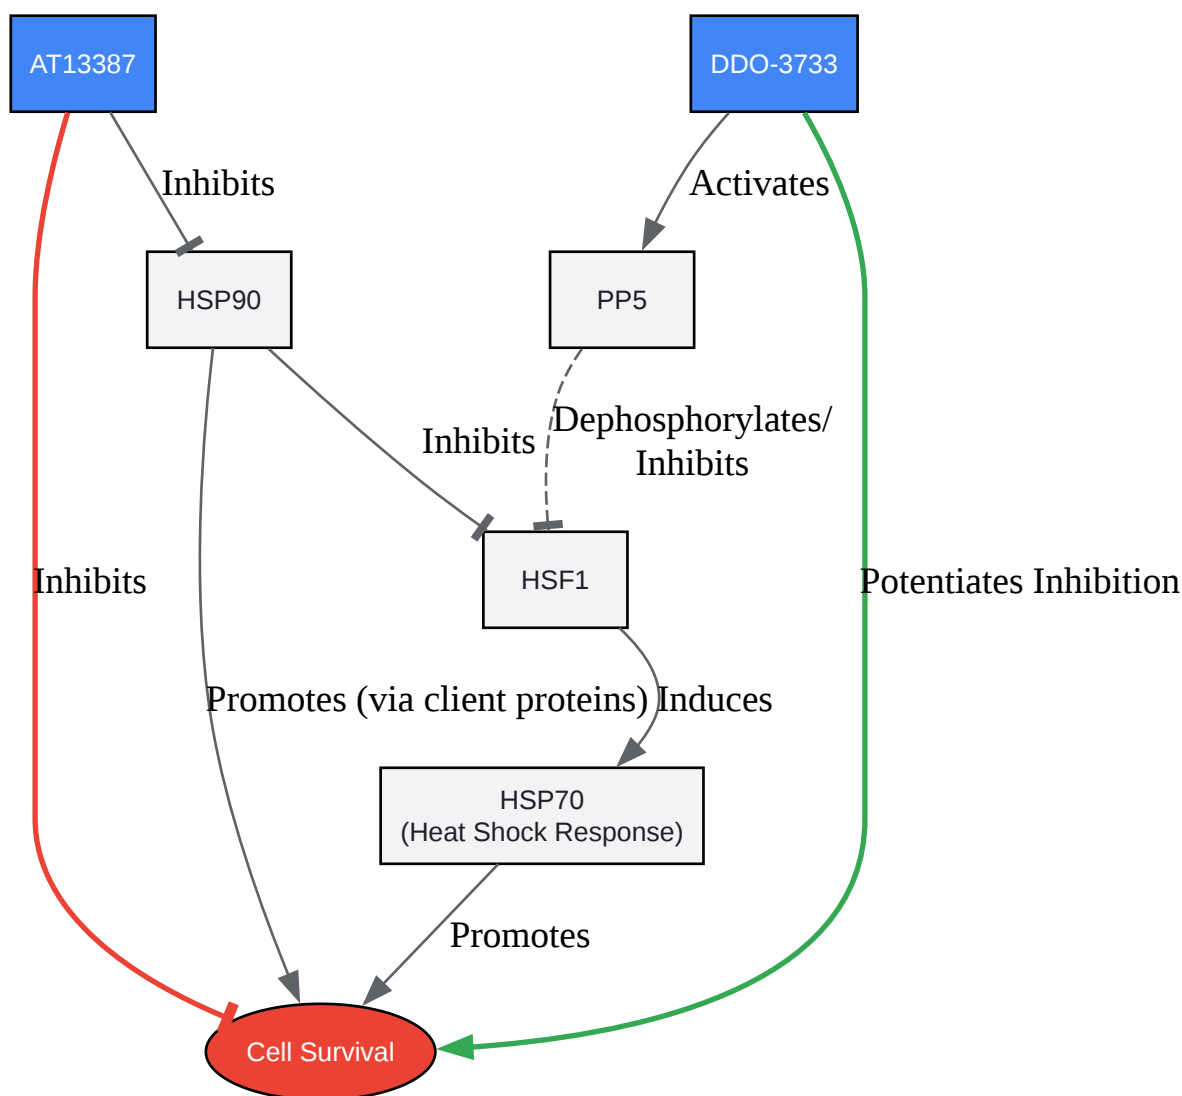 AT13387
DDO-3733
Inhibits
Activates
HSP90
PP5
Inhibits
Dephosphorylates/
Inhibits
HSF1
Inhibits
Potentiates Inhibition
Promotes (via client proteins)
Induces
HSP70
(Heat Shock Response)
Promotes
Cell Survival